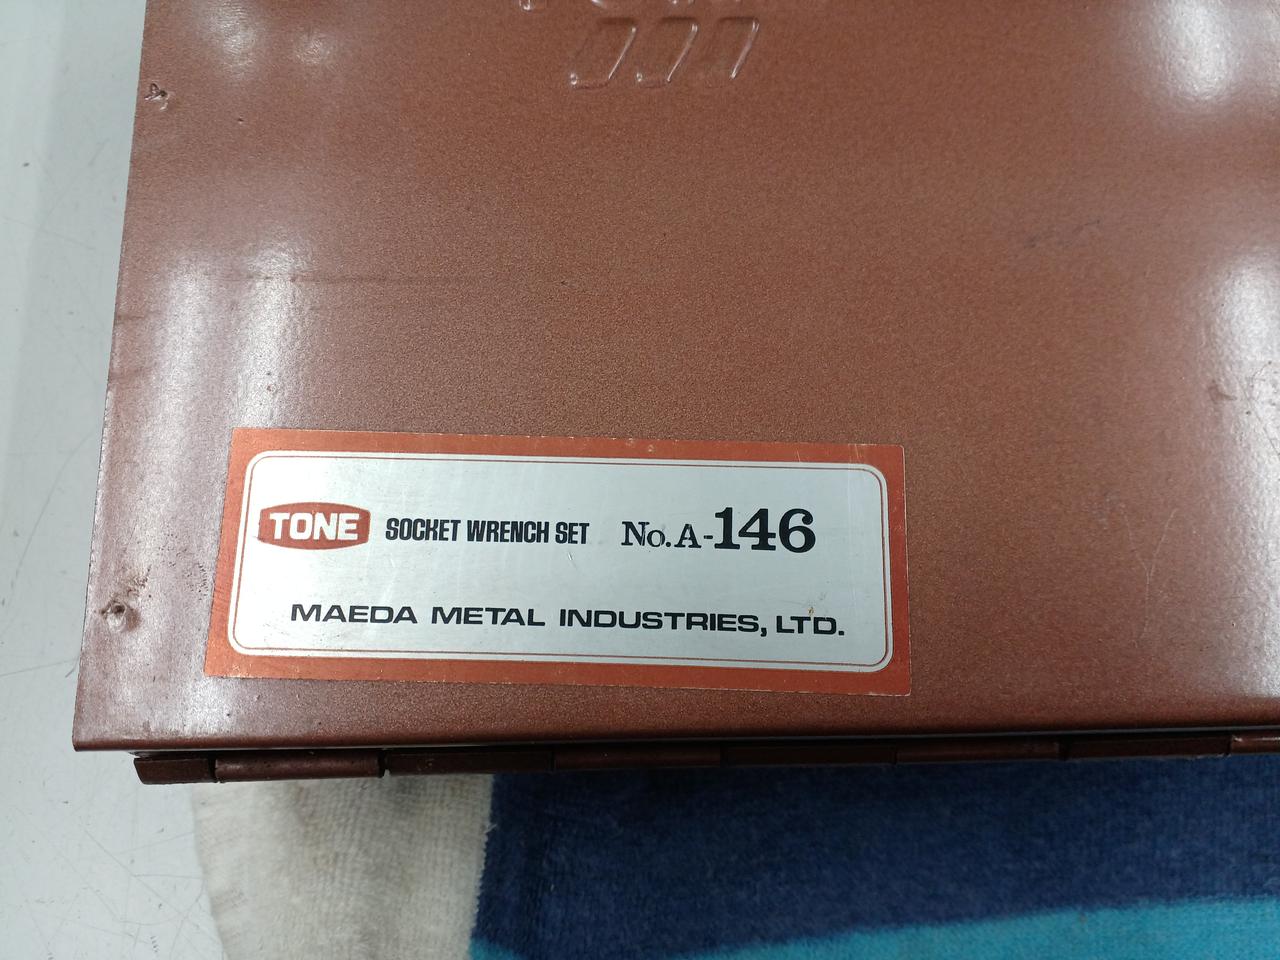 TONE SOCKET WRENCH SET No.A-146
MAEDA METAL INDUSTRIES, LTD.